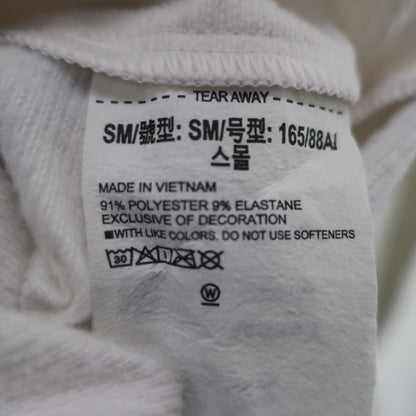 TEAR AWAY
SM/號型: SM/号型: 165/88A
스몰
MADE IN VIETNAM
91% POLYESTER 9% ELASTANE
EXCLUSIVE OF DECORATION
■WITH LIKE COLORS. DO NOT USE SOFTENERS
30
W